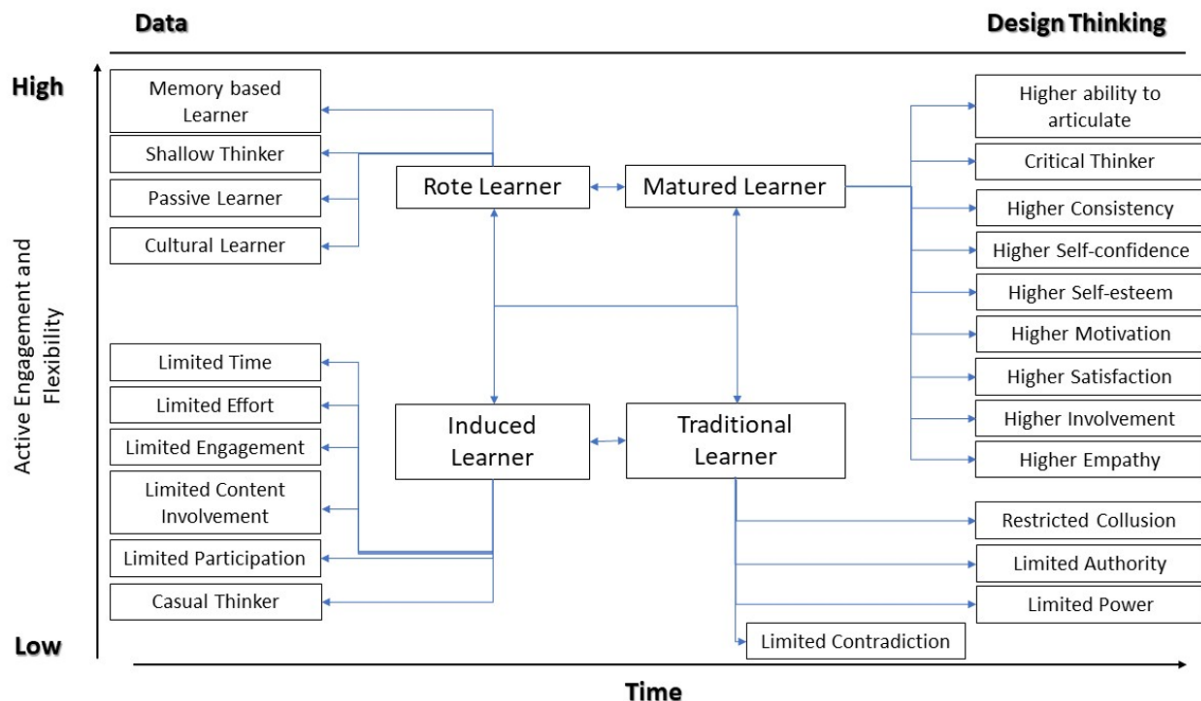 Data
Design Thinking
High
Memory based
Learner
Shallow Thinker
Passive Learner
Cultural Learner
Rote Learner
Matured Learner
Higher ability to
articulate
Critical Thinker
Higher Consistency
Higher Self-confidence
Higher Self-esteem
Higher Motivation
Higher Satisfaction
Higher Involvement
Higher Empathy
Active Engagement and
Flexibility
Limited Time
Limited Effort
Limited Engagement
Limited Content
Involvement
Limited Participation
Casual Thinker
Induced
Learner
Traditional
Learner
Restricted Collusion
Limited Authority
Limited Power
Limited Contradiction
Low
Time